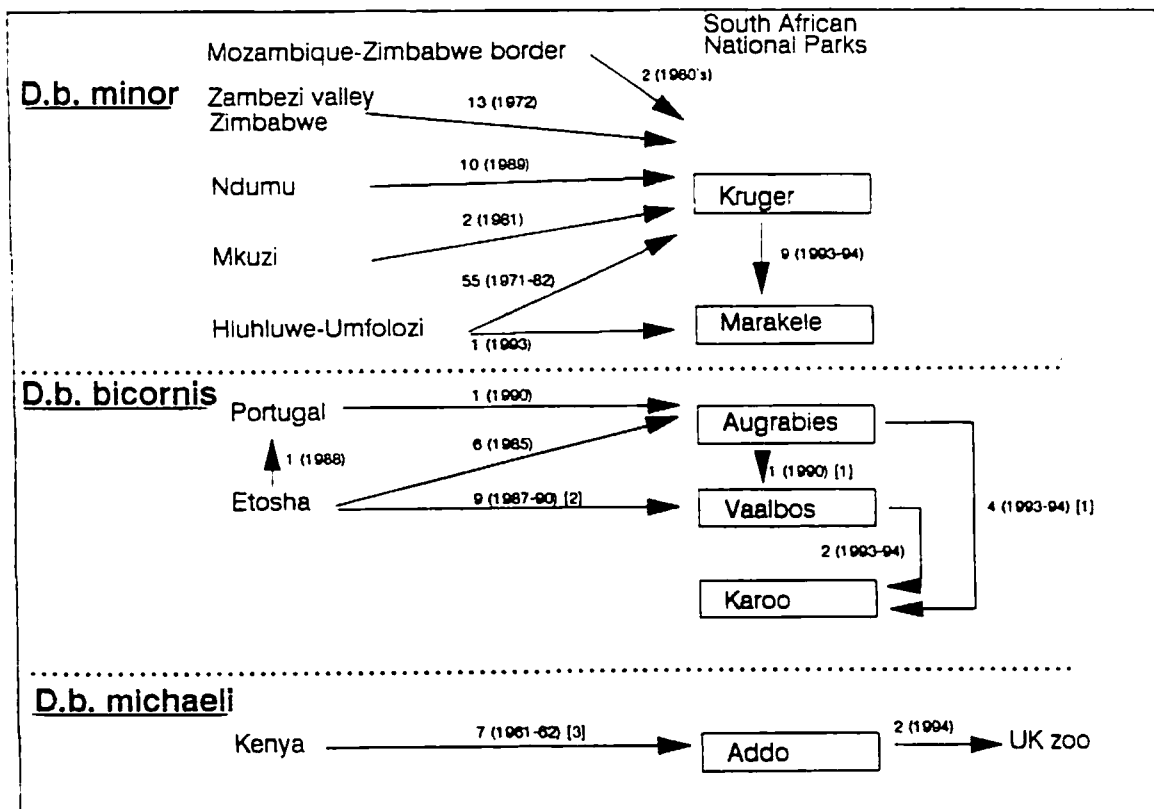 South African
National Parks
Mozambique-Zimbabwe border
2 (1980's)
D.b. minor
Zambezi valley
Zimbabwe
13 (1972)
Ndumu
10 (1989)
Kruger
Mkuzi
2 (1981)
9 (1993-94)
55 (1971-82)
Hluhluwe-Umfolozi
Marakele
1 (1993)
D.b. bicornis
Portugal
1 (1990)
Augrabies
1 (1988)
6 (1985)
1 (1990) [1]
Etosha
9 (1987-90) [2]
Vaalbos
4 (1993-94) [1]
2 (1993-94)
Karoo
D.b. michaeli
Kenya
7 (1961-62) [3]
Addo
2 (1994)
UK zoo